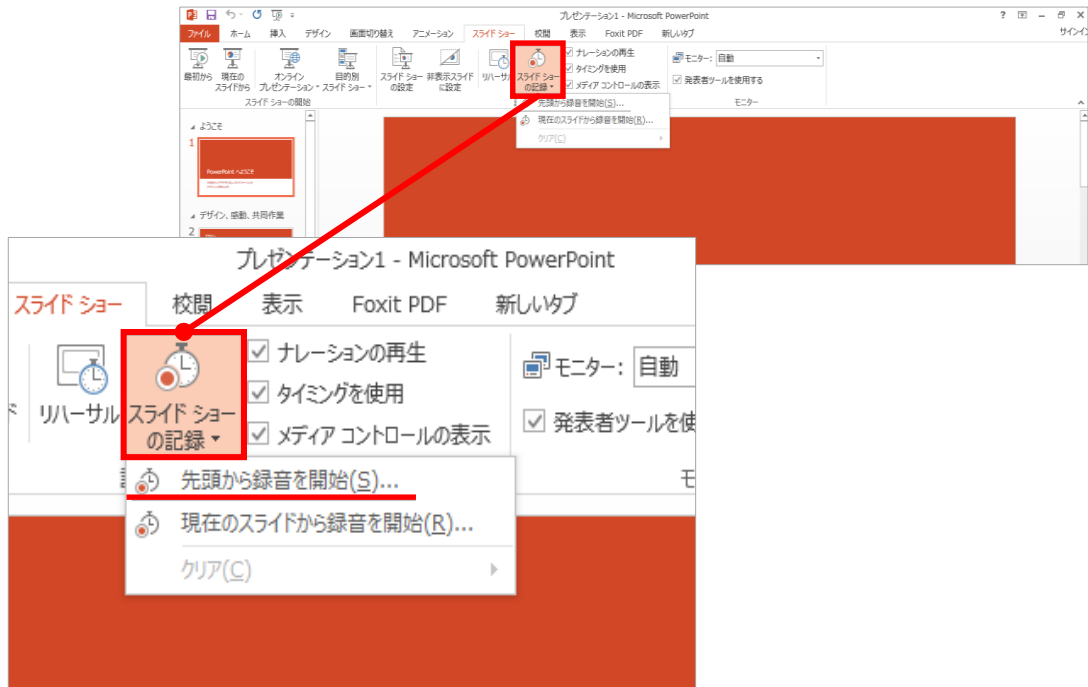 プレゼンテーション1 - Microsoft PowerPoint
ファイル ホーム 挿入 デザイン 画面切り替え アニメーション スライド ショー 校閲 表示 Foxit PDF 新しいタブ サインイン
最初から 現在の スライドから オンライン プレゼンテーション 目的別 スライド ショー スライド ショー の設定 非表示スライド に設定 リハーサル スライド ショー の記録
ナレーションの再生
タイミングを使用
メディア コントロールの表示
モニター: 自動
発表者ツールを使用する
スライド ショーの開始 モニター
先頭から録音を開始(S)...
現在のスライドから録音を開始(R)...
クリア(C)
ようこそ
1
PowerPoint へようこそ
デザイン、感動、共同作業
2
プレゼンテーション1 - Microsoft PowerPoint
スライド ショー 校閲 表示 Foxit PDF 新しいタブ
リハーサル スライド ショー の記録
ナレーションの再生
タイミングを使用
メディア コントロールの表示
モニター: 自動
発表者ツールを使
モ
先頭から録音を開始(S)...
現在のスライドから録音を開始(R)...
クリア(C)